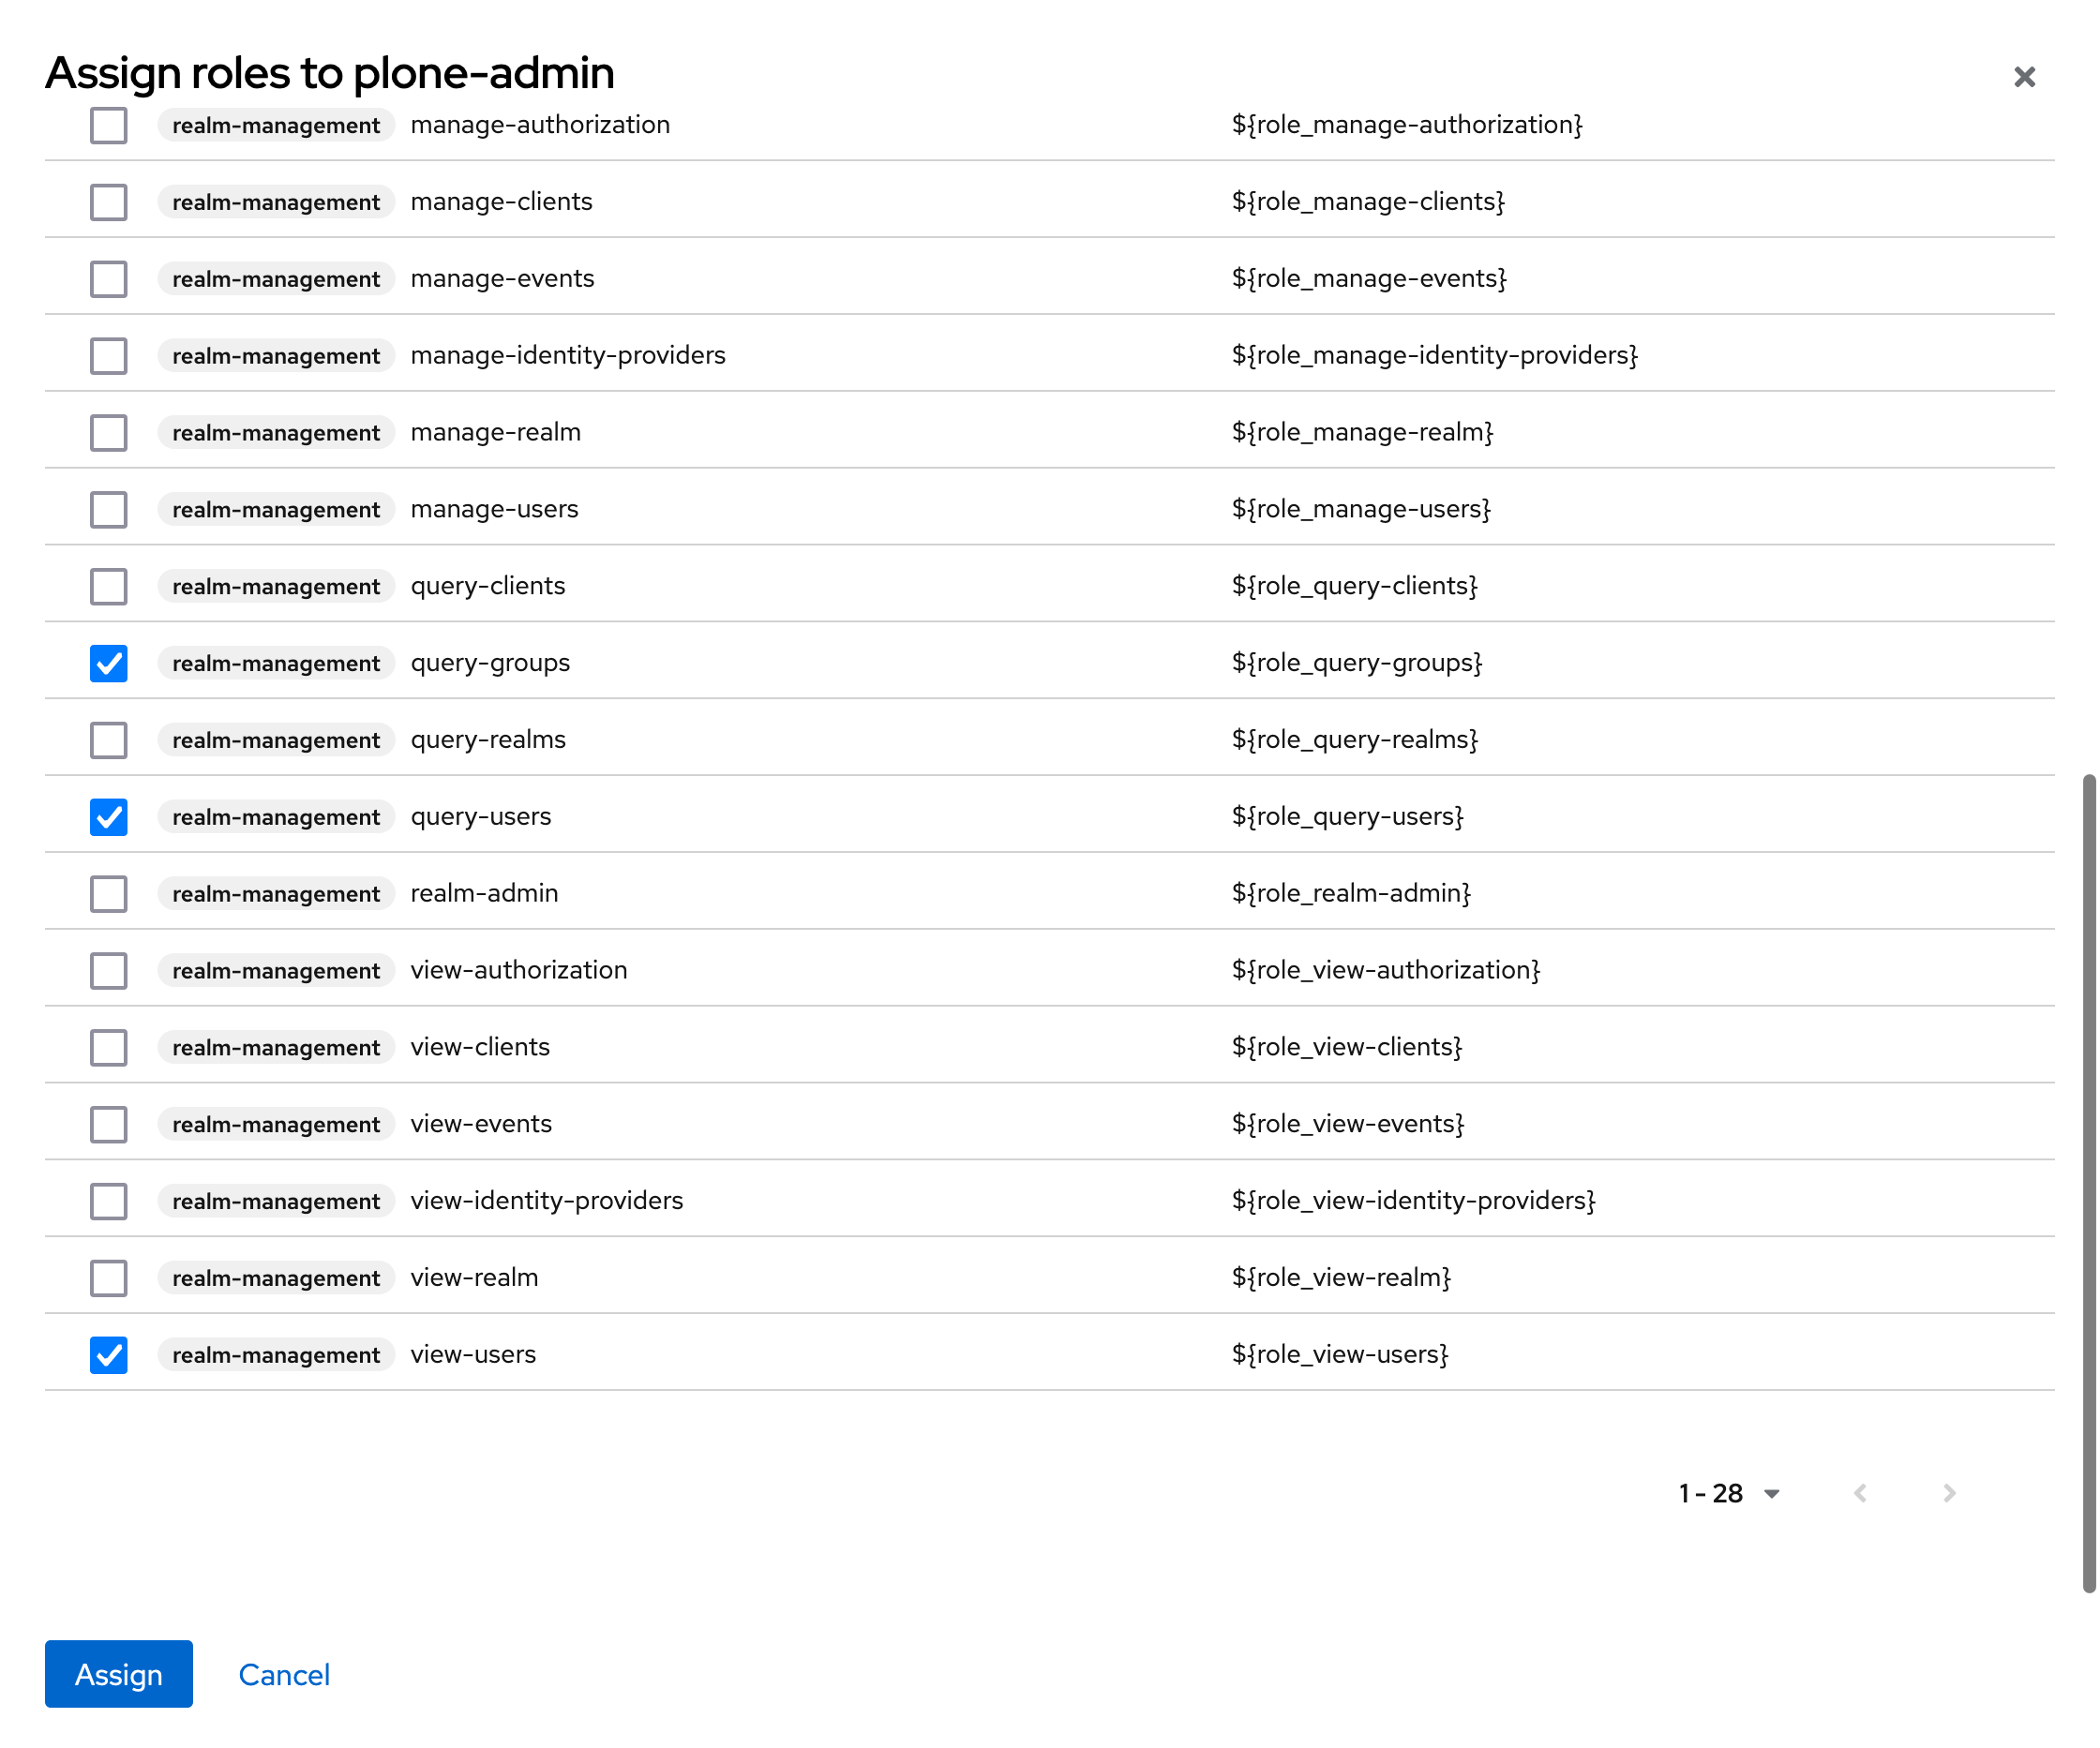 Assign roles to plone-admin
realm-management manage-authorization ${role_manage-authorization}
realm-management manage-clients ${role_manage-clients}
realm-management manage-events ${role_manage-events}
realm-management manage-identity-providers ${role_manage-identity-providers}
realm-management manage-realm ${role_manage-realm}
realm-management manage-users ${role_manage-users}
realm-management query-clients ${role_query-clients}
realm-management query-groups ${role_query-groups}
realm-management query-realms ${role_query-realms}
realm-management query-users ${role_query-users}
realm-management realm-admin ${role_realm-admin}
realm-management view-authorization ${role_view-authorization}
realm-management view-clients ${role_view-clients}
realm-management view-events ${role_view-events}
realm-management view-identity-providers ${role_view-identity-providers}
realm-management view-realm ${role_view-realm}
realm-management view-users ${role_view-users}
1 - 28
Assign Cancel